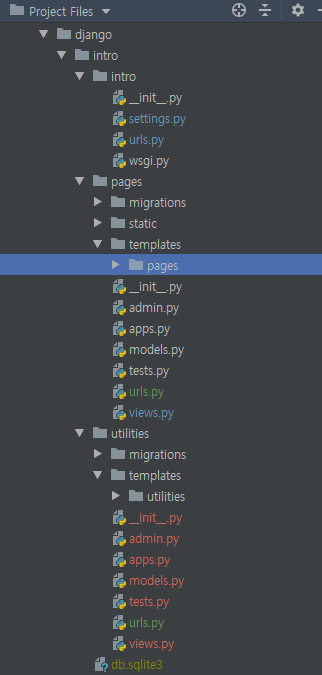 Project Files
django
intro
intro
__init__.py
settings.py
urls.py
wsgi.py
pages
migrations
static
templates
pages
__init__.py
admin.py
apps.py
models.py
tests.py
urls.py
views.py
utilities
migrations
templates
utilities
__init__.py
admin.py
apps.py
models.py
tests.py
urls.py
views.py
db.sqlite3